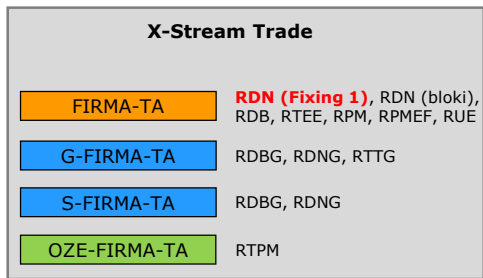 X-Stream Trade
FIRMA-TA
RDN (Fixing 1), RDN (bloki),
RDB, RTEE, RPM, RPMEF, RUE
G-FIRMA-TA
RDBG, RDNG, RTTG
S-FIRMA-TA
RDBG, RDNG
OZE-FIRMA-TA
RTPM